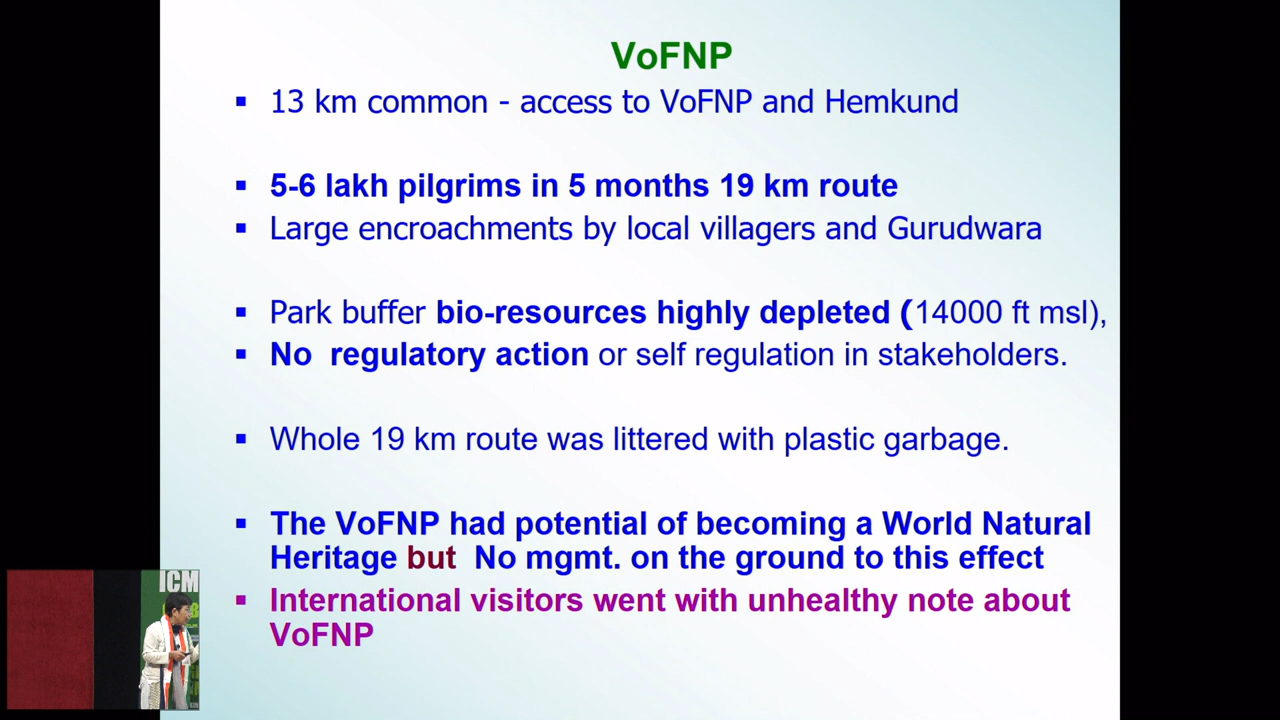 VoFNP
▪ 13 km common - access to VoFNP and Hemkund
▪ 5-6 lakh pilgrims in 5 months 19 km route
▪ Large encroachments by local villagers and Gurudwara
▪ Park buffer bio-resources highly depleted (14000 ft msl),
▪ No regulatory action or self regulation in stakeholders.
▪ Whole 19 km route was littered with plastic garbage.
▪ The VoFNP had potential of becoming a World Natural
Heritage but No mgmt. on the ground to this effect
▪ International visitors went with unhealthy note about
VoFNP
ICM